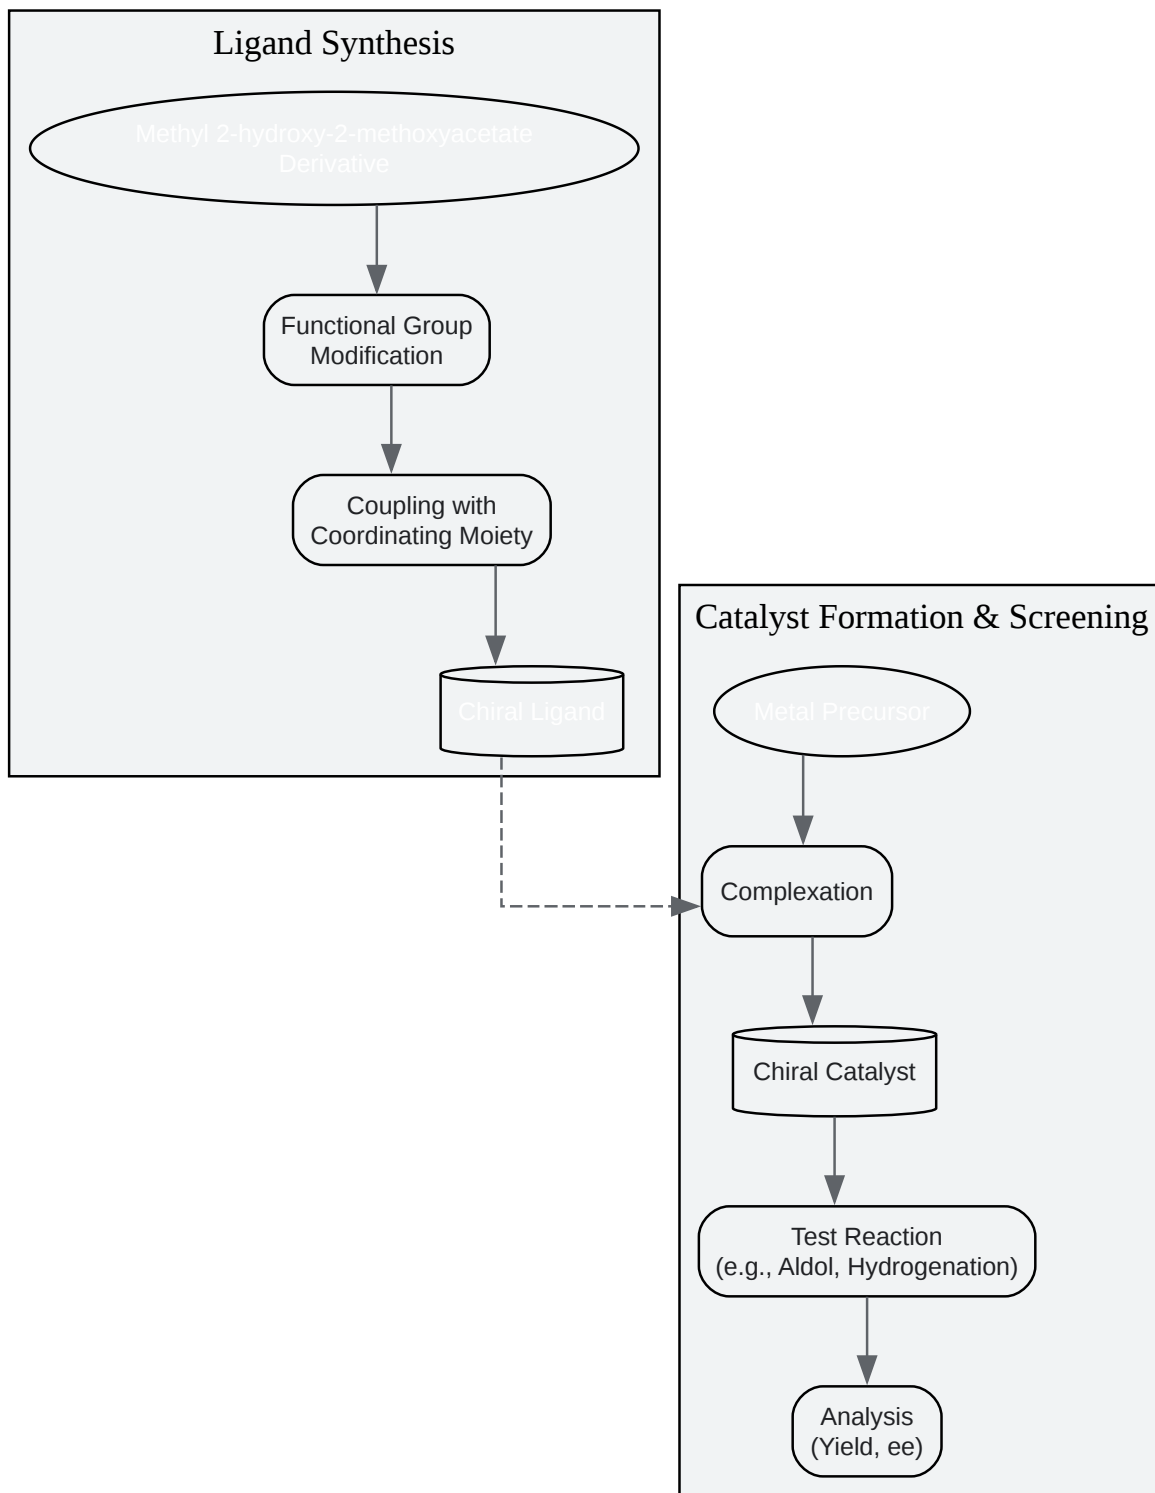 Ligand Synthesis
Methyl 2-hydroxy-2-methoxyacetate
Derivative
Functional Group
Modification
Coupling with
Coordinating Moiety
Chiral Ligand
Catalyst Formation & Screening
Metal Precursor
Complexation
Chiral Catalyst
Test Reaction
(e.g., Aldol, Hydrogenation)
Analysis
(Yield, ee)